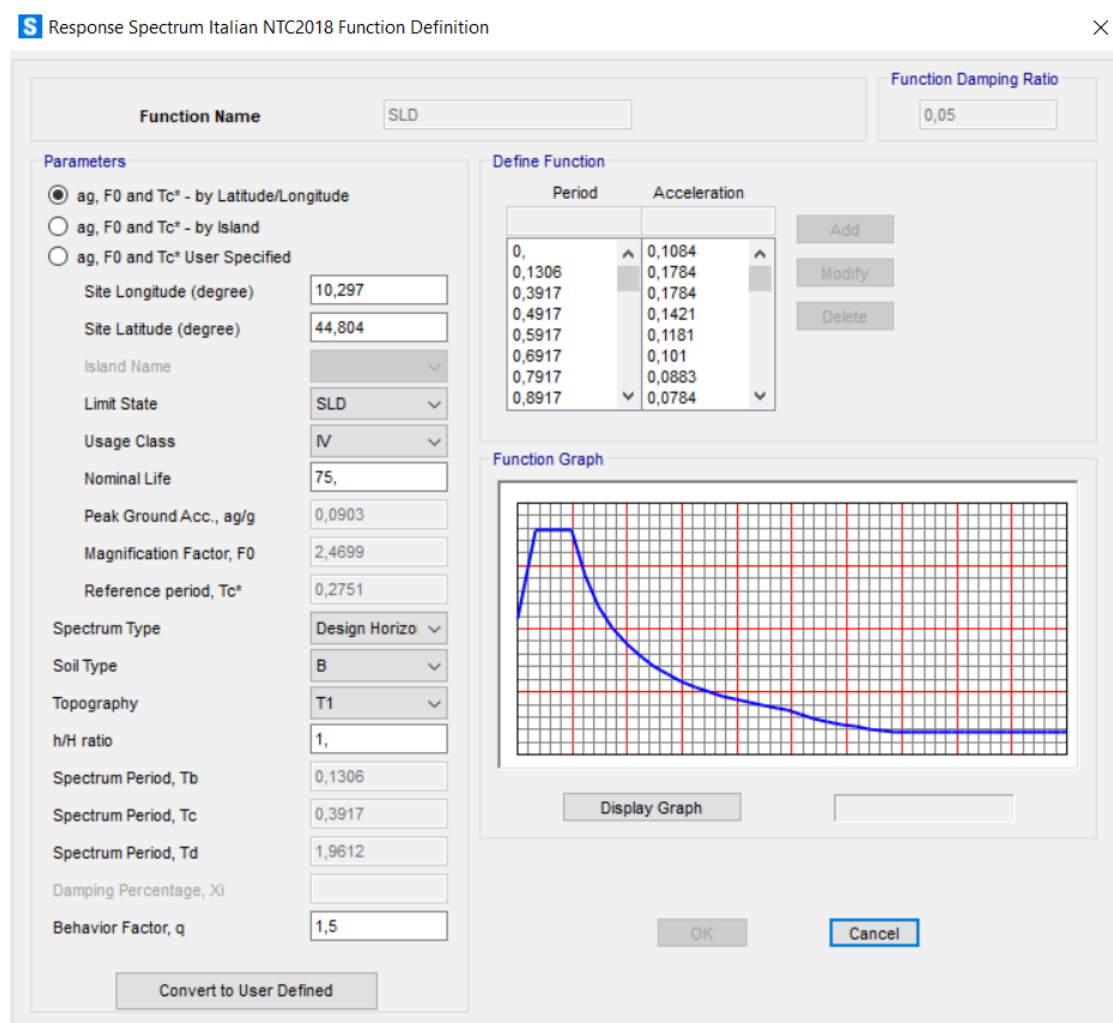 S Response Spectrum Italian NTC2018 Function Definition
Function Damping Ratio
Function Name SLD 0,05
Parameters
ag, F0 and Tc* - by Latitude/Longitude
ag, F0 and Tc* - by Island
ag, F0 and Tc* User Specified
Site Longitude (degree) 10,297
Site Latitude (degree) 44,804
Island Name
Limit State SLD
Usage Class IV
Nominal Life 75,
Peak Ground Acc., ag/g 0,0903
Magnification Factor, F0 2,4699
Reference period, Tc* 0,2751
Spectrum Type Design Horizo
Soil Type B
Topography T1
h/H ratio 1,
Spectrum Period, Tb 0,1306
Spectrum Period, Tc 0,3917
Spectrum Period, Td 1,9612
Damping Percentage, Xi
Behavior Factor, q 1,5
Convert to User Defined
Define Function
Period Acceleration
0, 0,1084
0,1306 0,1784
0,3917 0,1784
0,4917 0,1421
0,5917 0,1181
0,6917 0,101
0,7917 0,0883
0,8917 0,0784
Add
Modify
Delete
Function Graph
Display Graph
OK Cancel